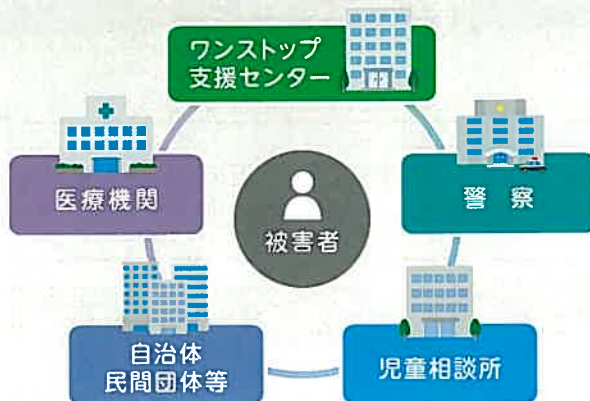 ワンストップ
支援センター
医療機関
警察
被害者
自治体
民間団体等
児童相談所